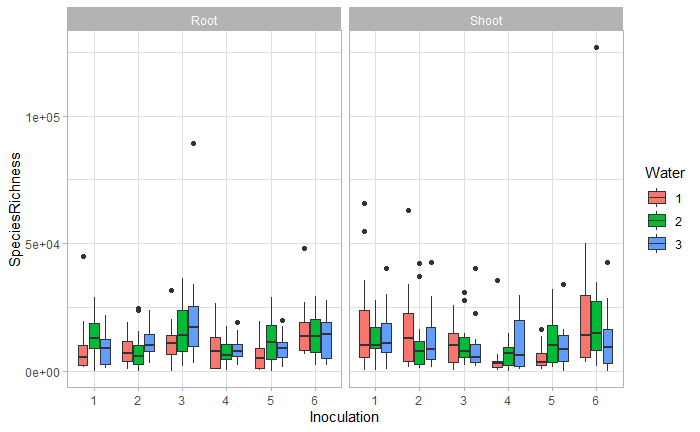 Root Shoot
SpeciesRichness
1e+05
5e+04
0e+00
1 2 3 4 5 6 1 2 3 4 5 6
Inoculation
Water
1
2
3